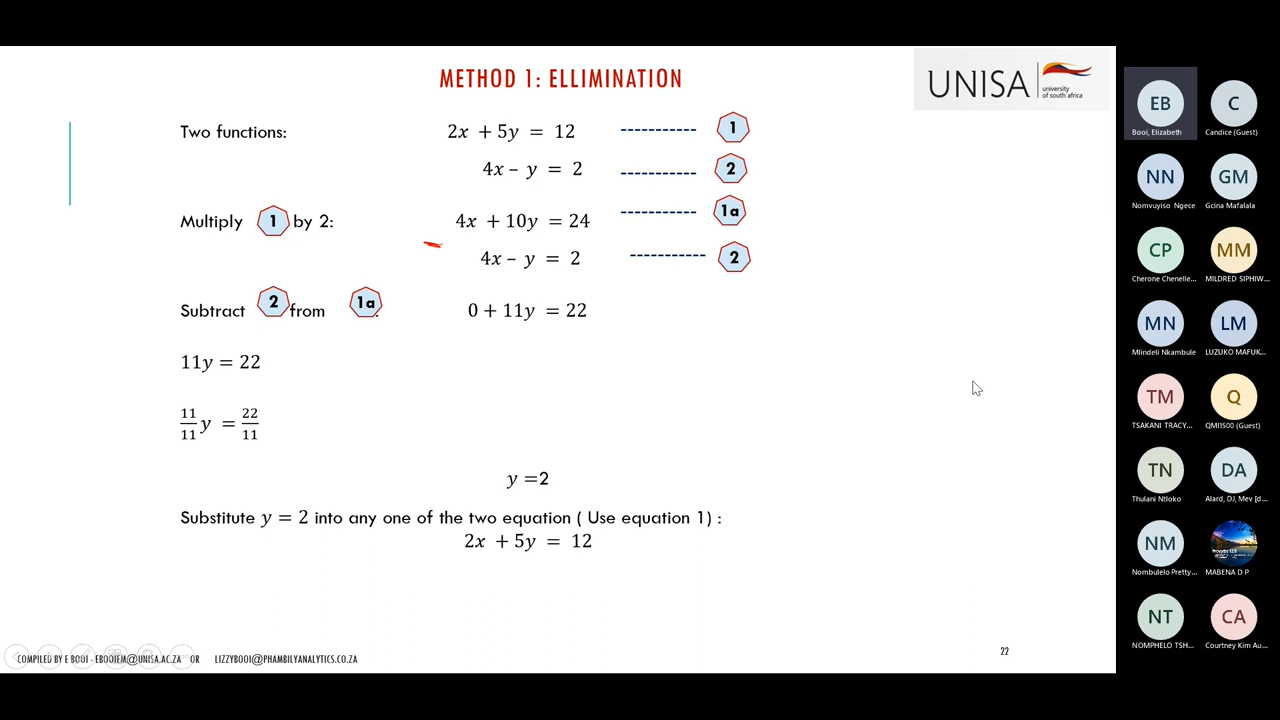 METHOD 1: ELLIMINATION
UNISA university of south africa
Two functions: 2x + 5y = 12 ----------- 1
4x – y = 2 ----------- 2
Multiply 1 by 2: 4x + 10y = 24 ----------- 1a
4x – y = 2 ----------- 2
Subtract 2 from 1a. 0 + 11y = 22
11y = 22
11/11 y = 22/11
y =2
Substitute y = 2 into any one of the two equation ( Use equation 1) :
2x + 5y = 12
COMPILED BY E BOOI - EBOOIEM@UNISA.AC.ZA OR LIZZYBOOI@PHAMBILYANALYTICS.CO.ZA
22
EB C
Booi, Elizabeth Candice (Guest)
NN GM
Nomvuyiso Ngece Gcina Mafalala
CP MM
Cherone Chenelle... MILDRED SIPHIW...
MN LM
Mlindeli Nkambule LUZUKO MAFUK...
TM Q
TSAKANI TRACY... QMI1500 (Guest)
TN DA
Thulani Ntloko Alard, DJ, Mev [d
NM
Nombulelo Pretty... MABENA D P
NT CA
NOMPHELO TSH... Courtney Kim Au...